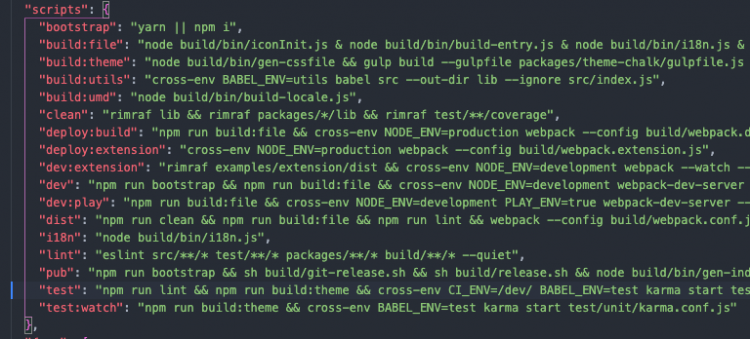 "scripts": {
"bootstrap": "yarn || npm i",
"build:file": "node build/bin/iconInit.js & node build/bin/build-entry.js & node build/bin/i18n.js &
"build:theme": "node build/bin/gen-cssfile && gulp build --gulpfile packages/theme-chalk/gulpfile.js
"build:utils": "cross-env BABEL_ENV=utils babel src --out-dir lib --ignore src/index.js",
"build:umd": "node build/bin/build-locale.js",
"clean": "rimraf lib && rimraf packages/*/lib && rimraf test/**/coverage",
"deploy:build": "npm run build:file && cross-env NODE_ENV=production webpack --config build/webpack.d
"deploy:extension": "cross-env NODE_ENV=production webpack --config build/webpack.extension.js",
"dev:extension": "rimraf examples/extension/dist && cross-env NODE_ENV=development webpack --watch --
"dev": "npm run bootstrap && npm run build:file && cross-env NODE_ENV=development webpack-dev-server
"dev:play": "npm run build:file && cross-env NODE_ENV=development PLAY_ENV=true webpack-dev-server --
"dist": "npm run clean && npm run build:file && npm run lint && webpack --config build/webpack.conf.j
"i18n": "node build/bin/i18n.js",
"lint": "eslint src/**/* test/**/* packages/**/* build/**/* --quiet",
"pub": "npm run bootstrap && sh build/git-release.sh && sh build/release.sh && node build/bin/gen-ind
"test": "npm run lint && npm run build:theme && cross-env CI_ENV=/dev/ BABEL_ENV=test karma start tes
"test:watch": "npm run build:theme && cross-env BABEL_ENV=test karma start test/unit/karma.conf.js"
},